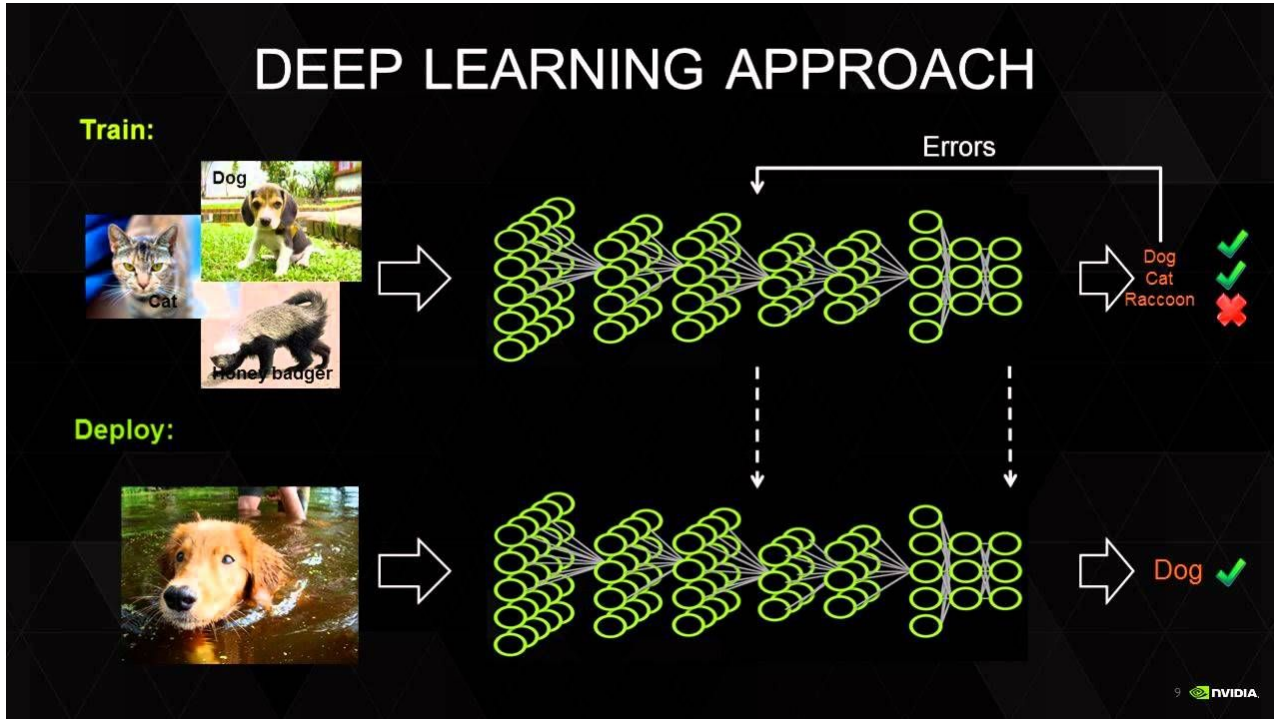 DEEP LEARNING APPROACH
Train:
Dog
Cat
Honey badger
Errors
Dog
Cat
Raccoon
Deploy:
Dog
9
NVIDIA.